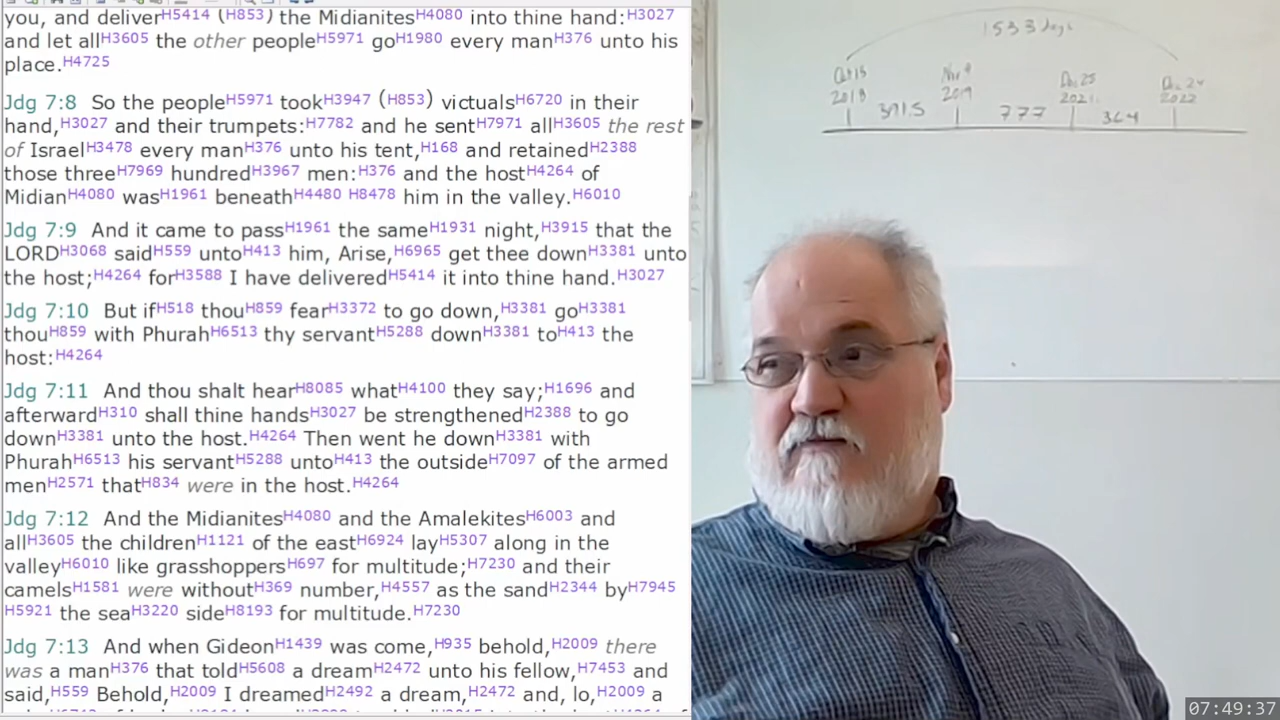 you, and deliverH5414 (H853) the MidianitesH4080 into thine hand:H3027
and let allH3605 the other peopleH5971 goH1980 every manH376 unto his
place.H4725
Jdg 7:8 So the peopleH5971 tookH3947 (H853) victualsH6720 in their
hand,H3027 and their trumpets:H7782 and he sentH7971 allH3605 the rest
of IsraelH3478 every manH376 unto his tent,H168 and retainedH2388
those threeH7969 hundredH3967 men:H376 and the hostH4264 of
MidianH4080 wasH1961 beneathH4480 H8478 him in the valley.H6010
Jdg 7:9 And it came to passH1961 the sameH1931 night,H3915 that the
LORDH3068 saidH559 untoH413 him, Arise,H6965 get thee downH3381 unto
the host;H4264 forH3588 I have deliveredH5414 it into thine hand.H3027
Jdg 7:10 But ifH518 thouH859 fearH3372 to go down,H3381 goH3381
thouH859 with PhurahH6513 thy servantH5288 downH3381 toH413 the
host:H4264
Jdg 7:11 And thou shalt hearH8085 whatH4100 they say;H1696 and
afterwardH310 shall thine handsH3027 be strengthenedH2388 to go
downH3381 unto the host.H4264 Then went he downH3381 with
PhurahH6513 his servantH5288 untoH413 the outsideH7097 of the armed
menH2571 thatH834 were in the host.H4264
Jdg 7:12 And the MidianitesH4080 and the AmalekitesH6003 and
allH3605 the childrenH1121 of the eastH6924 layH5307 along in the
valleyH6010 like grasshoppersH697 for multitude;H7230 and their
camelsH1581 were withoutH369 number,H4557 as the sandH2344 byH7945
H5921 the seaH3220 sideH8193 for multitude.H7230
Jdg 7:13 And when GideonH1439 was come,H935 behold,H2009 there
was a manH376 that toldH5608 a dreamH2472 unto his fellow,H7453 and
said,H559 Behold,H2009 I dreamedH2492 a dream,H2472 and, lo,H2009 a
1533 days
2018 2019 2021 2022
777 364
07:49:37